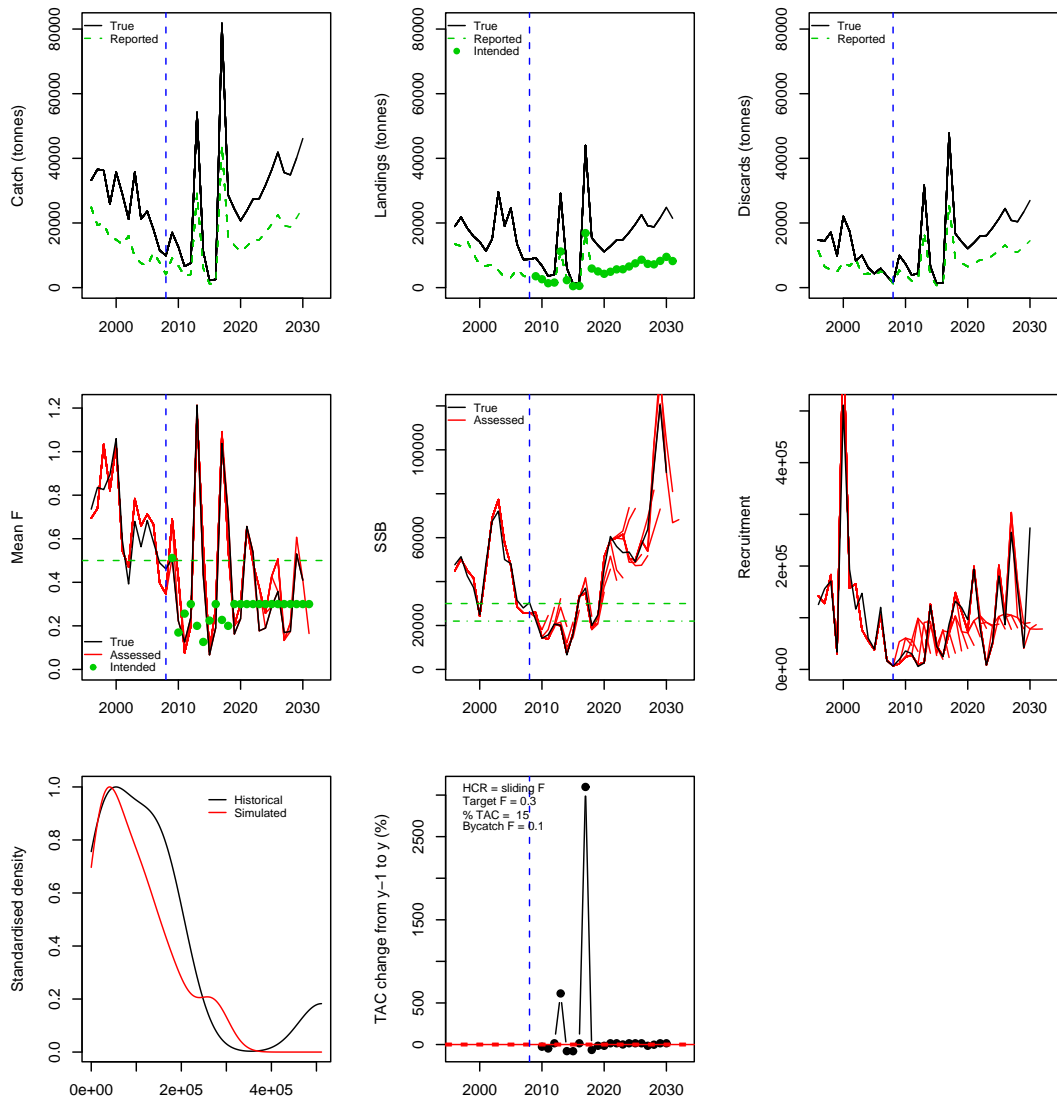 Catch (tonnes)
0 20000 40000 60000 80000
True
Reported
2000 2010 2020 2030
Landings (tonnes)
0 20000 40000 60000 80000
True
Reported
Intended
2000 2010 2020 2030
Discards (tonnes)
0 20000 40000 60000 80000
True
Reported
2000 2010 2020 2030
Mean F
0.0 0.2 0.4 0.6 0.8 1.0 1.2
True
Assessed
Intended
2000 2010 2020 2030
SSB
0 20000 60000 100000
True
Assessed
2000 2010 2020 2030
Recruitment
0e+00 2e+05 4e+05
2000 2010 2020 2030
Standardised density
0.0 0.2 0.4 0.6 0.8 1.0
Historical
Simulated
0e+00 2e+05 4e+05
TAC change from y−1 to y (%)
0 500 1500 2500
HCR = sliding F
Target F = 0.3
% TAC = 15
Bycatch F = 0.1
2000 2010 2020 2030